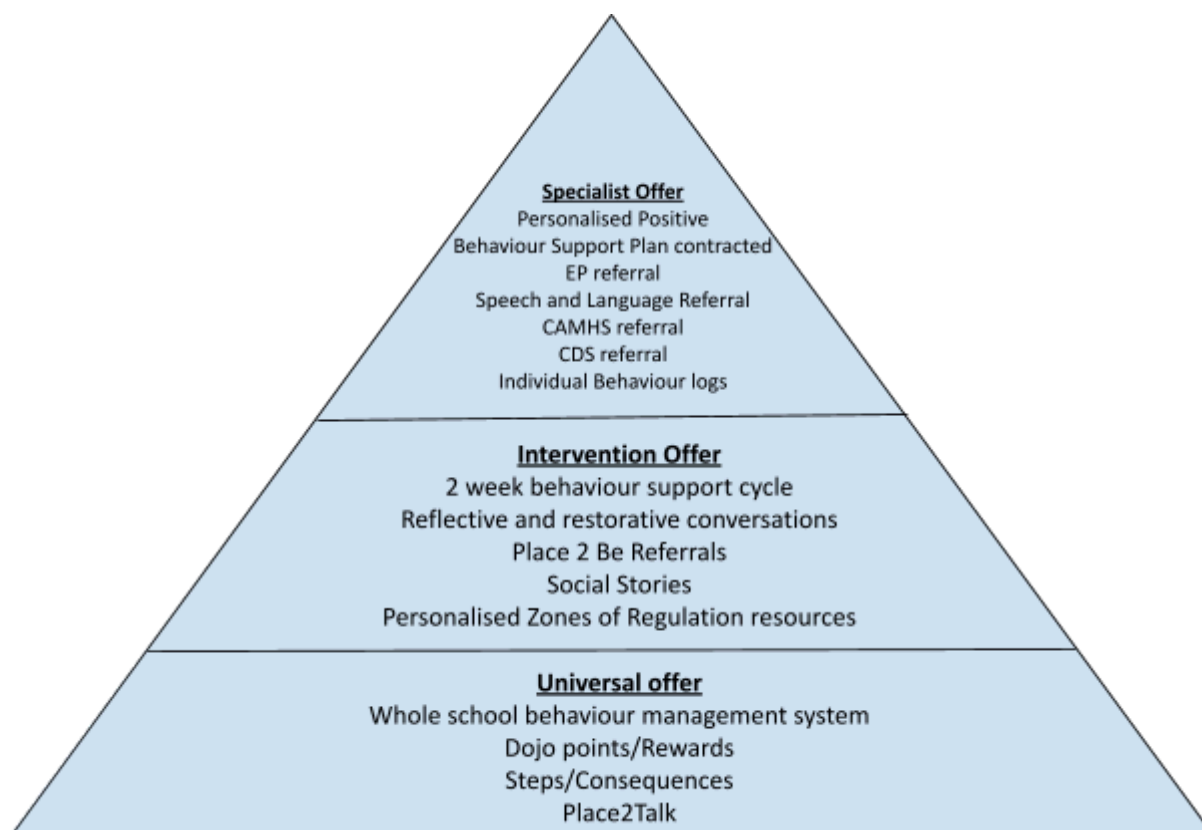 Specialist Offer
Personalised Positive
Behaviour Support Plan contracted
EP referral
Speech and Language Referral
CAMHS referral
CDS referral
Individual Behaviour logs
Intervention Offer
2 week behaviour support cycle
Reflective and restorative conversations
Place 2 Be Referrals
Social Stories
Personalised Zones of Regulation resources
Universal offer
Whole school behaviour management system
Dojo points/Rewards
Steps/Consequences
Place2Talk